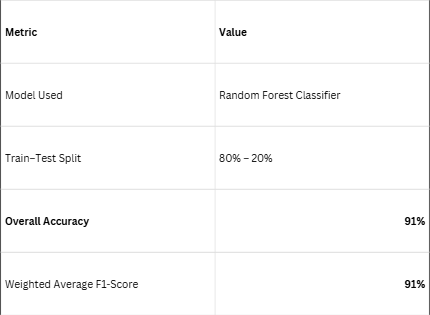 Metric Value
Model Used Random Forest Classifier
Train–Test Split 80% – 20%
Overall Accuracy 91%
Weighted Average F1-Score 91%